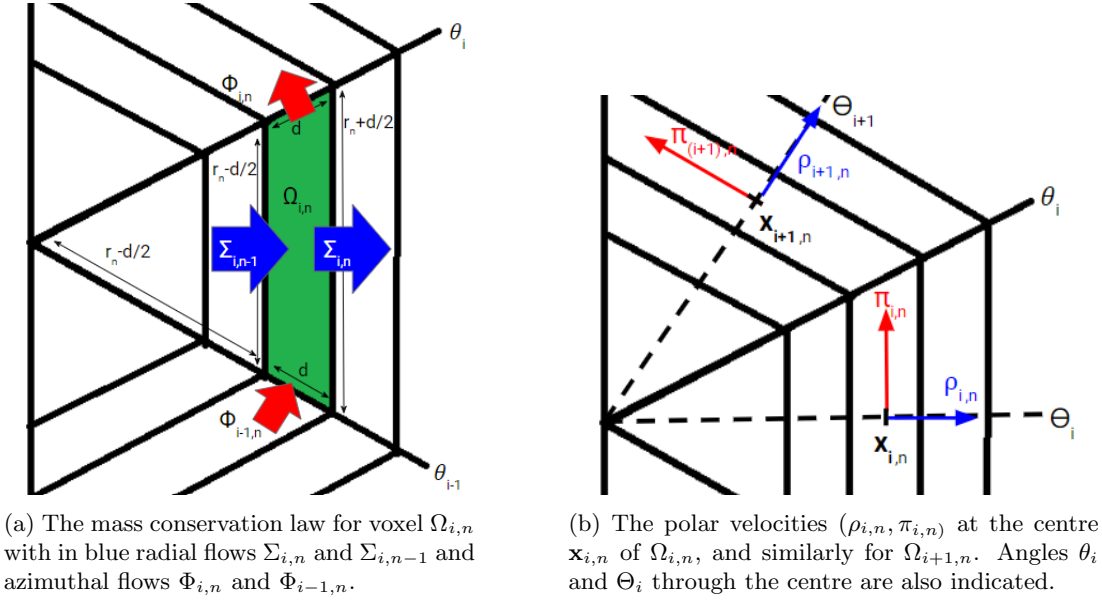 θ_i
Φ_{i,n}
d
r_n+d/2
r_n-d/2
Ω_{i,n}
r_n-d/2
Σ_{i,n-1}
Σ_{i,n}
d
Φ_{i-1,n}
θ_{i-1}
(a) The mass conservation law for voxel Ω_{i,n}
with in blue radial flows Σ_{i,n} and Σ_{i,n−1} and
azimuthal flows Φ_{i,n} and Φ_{i−1,n}.
Θ_{i+1}
π_{(i+1),n}
ρ_{i+1,n}
θ_i
x_{i+1,n}
π_{i,n}
ρ_{i,n}
Θ_i
x_{i,n}
(b) The polar velocities (ρ_{i,n}, π_{i,n)} at the centre
x_{i,n} of Ω_{i,n}, and similarly for Ω_{i+1,n}. Angles θ_i
and Θ_i through the centre are also indicated.